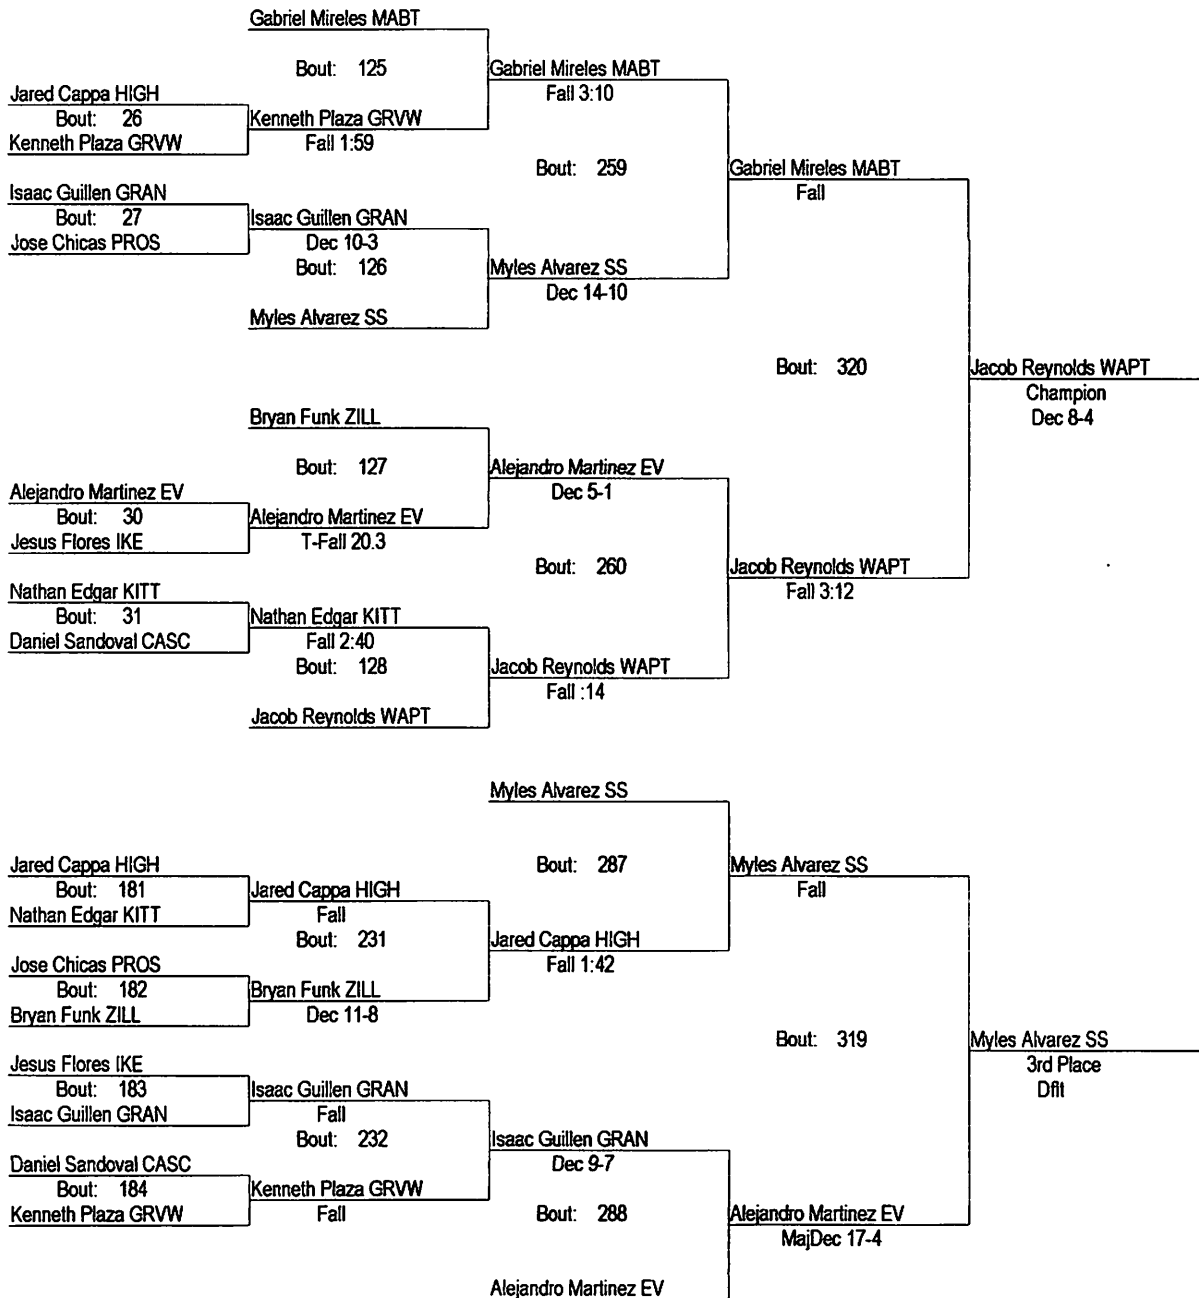 Gabriel Mireles MABT
Bout: 125
Gabriel Mireles MABT
Fall 3:10
Jared Cappa HIGH
Bout: 26
Kenneth Plaza GRVW
Kenneth Plaza GRVW
Fall 1:59
Bout: 259
Gabriel Mireles MABT
Fall
Isaac Guillen GRAN
Bout: 27
Jose Chicas PROS
Isaac Guillen GRAN
Dec 10-3
Bout: 126
Myles Alvarez SS
Dec 14-10
Myles Alvarez SS
Bout: 320
Jacob Reynolds WAPT
Champion
Dec 8-4
Bryan Funk ZILL
Bout: 127
Alejandro Martinez EV
Dec 5-1
Alejandro Martinez EV
Bout: 30
Jesus Flores IKE
Alejandro Martinez EV
T-Fall 20.3
Bout: 260
Jacob Reynolds WAPT
Fall 3:12
Nathan Edgar KITT
Bout: 31
Daniel Sandoval CASC
Nathan Edgar KITT
Fall 2:40
Bout: 128
Jacob Reynolds WAPT
Fall :14
Jacob Reynolds WAPT
Myles Alvarez SS
Bout: 287
Myles Alvarez SS
Fall
Jared Cappa HIGH
Bout: 181
Nathan Edgar KITT
Jared Cappa HIGH
Fall
Bout: 231
Jared Cappa HIGH
Fall 1:42
Jose Chicas PROS
Bout: 182
Bryan Funk ZILL
Bryan Funk ZILL
Dec 11-8
Bout: 319
Myles Alvarez SS
3rd Place
Dflt
Jesus Flores IKE
Bout: 183
Isaac Guillen GRAN
Isaac Guillen GRAN
Fall
Bout: 232
Isaac Guillen GRAN
Dec 9-7
Daniel Sandoval CASC
Bout: 184
Kenneth Plaza GRVW
Kenneth Plaza GRVW
Fall
Bout: 288
Alejandro Martinez EV
MajDec 17-4
Alejandro Martinez EV